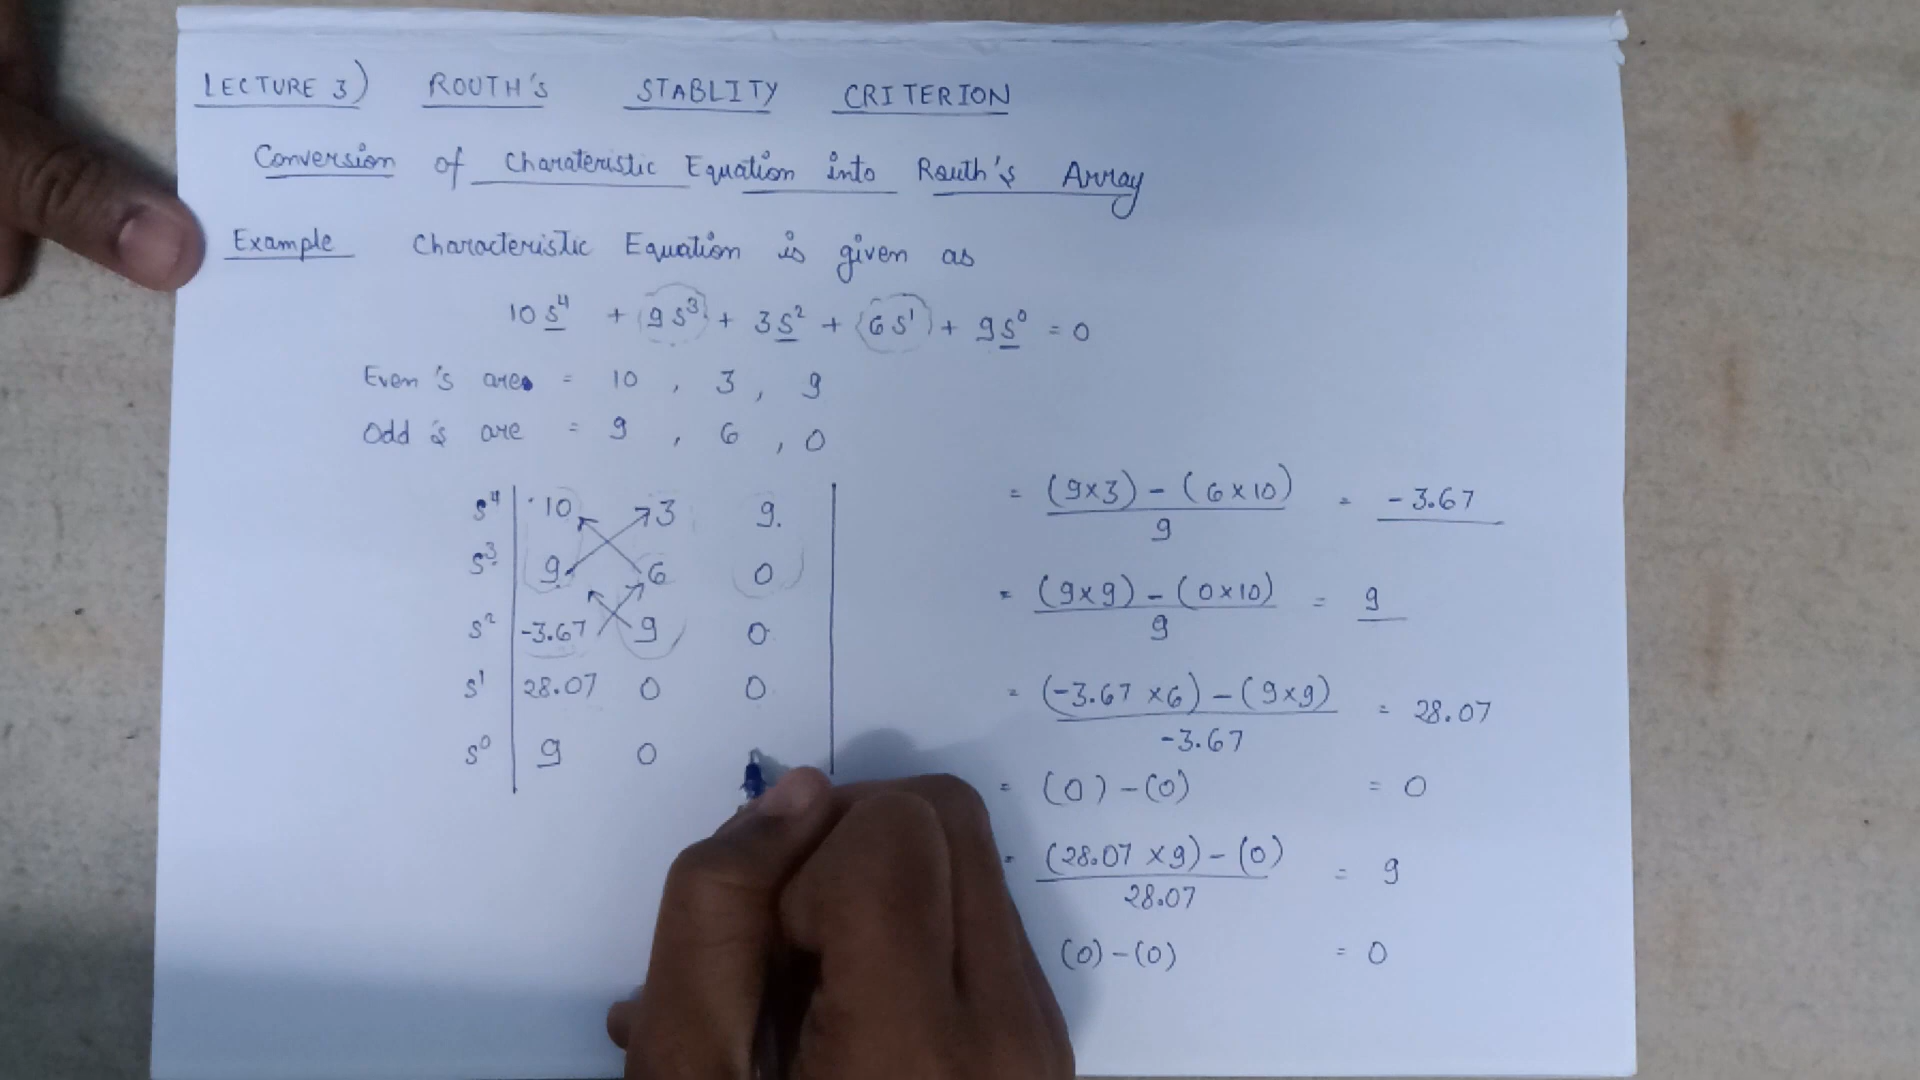 LECTURE 3) ROUTH's STABLITY CRITERION
Conversion of Charateristic Equation into Routh's Array
Example Characteristic Equation is given as
10 s⁴ + 9 s³ + 3 s² + 6 s¹ + 9 s⁰ = 0
Even's are = 10 , 3 , 9
Odd's are = 9 , 6 , 0
s⁴ 10 3 9
s³ 9 6 0
s² -3.67 9 0
s¹ 28.07 0 0
s⁰ 9 0
= (9×3) - (6×10) / 9 = -3.67
= (9×9) - (0×10) / 9 = 9
= (-3.67 ×6) - (9×9) / -3.67 = 28.07
= (0) - (0) = 0
= (28.07 ×9) - (0) / 28.07 = 9
(0) - (0) = 0